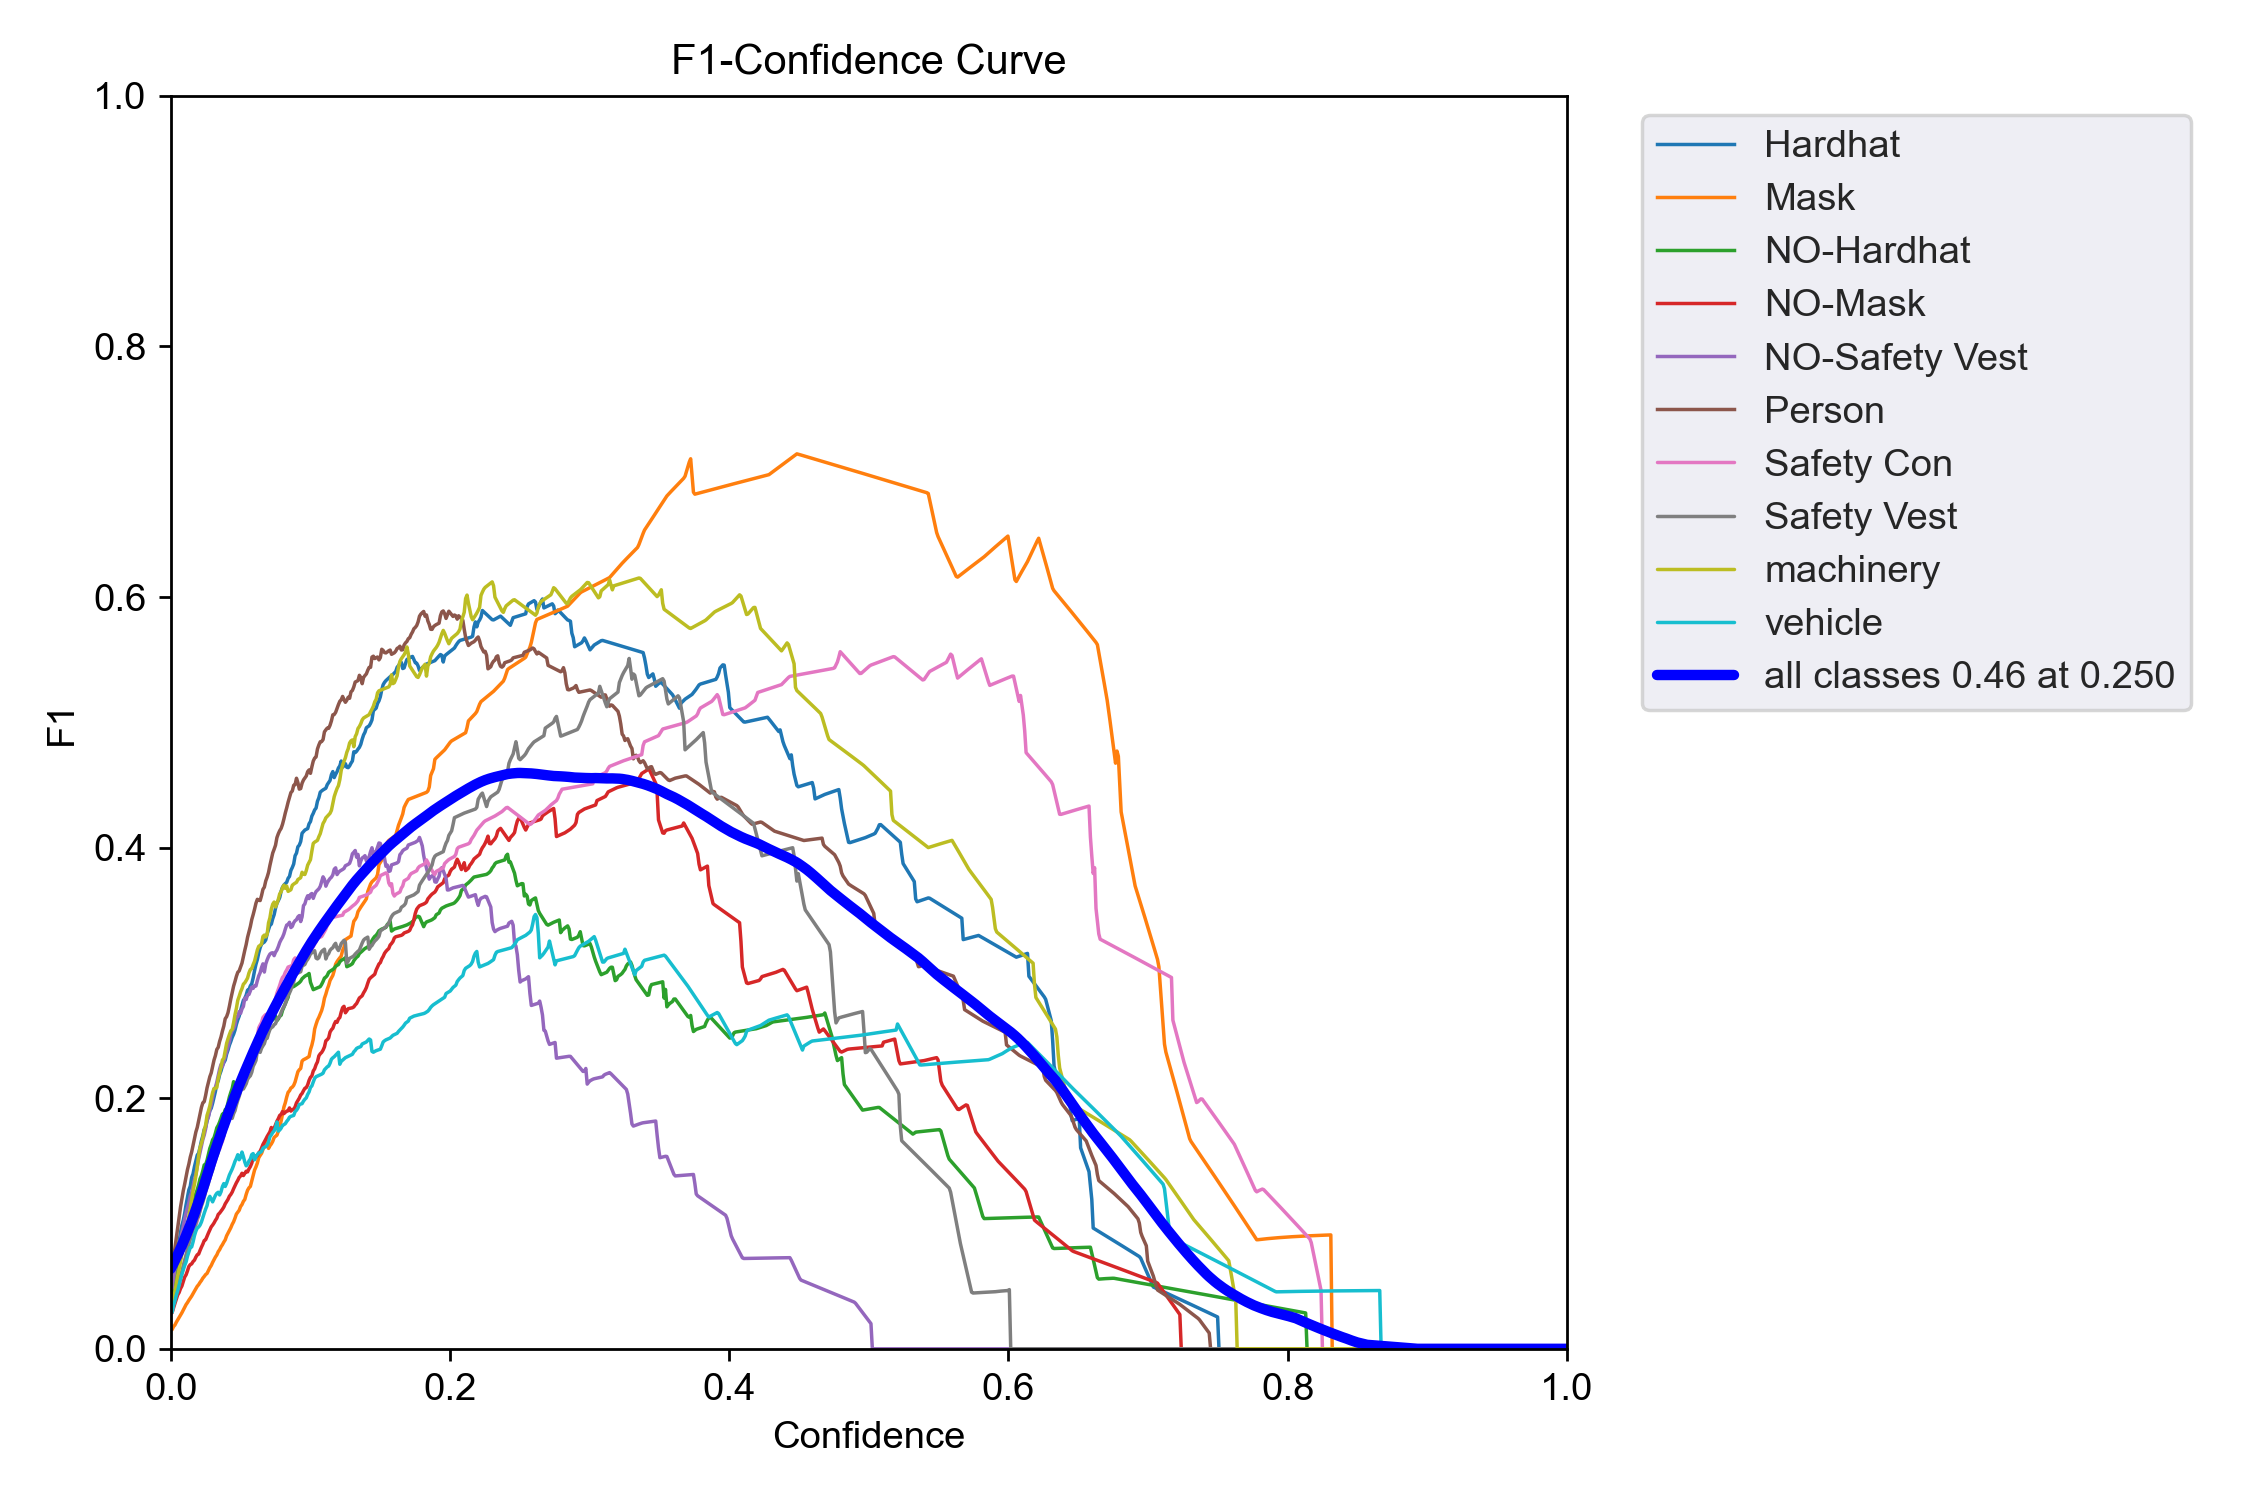 F1-Confidence Curve
1.0
0.8
0.6
0.4
0.2
0.0
F1
0.0 0.2 0.4 0.6 0.8 1.0
Confidence
Hardhat
Mask
NO-Hardhat
NO-Mask
NO-Safety Vest
Person
Safety Con
Safety Vest
machinery
vehicle
all classes 0.46 at 0.250